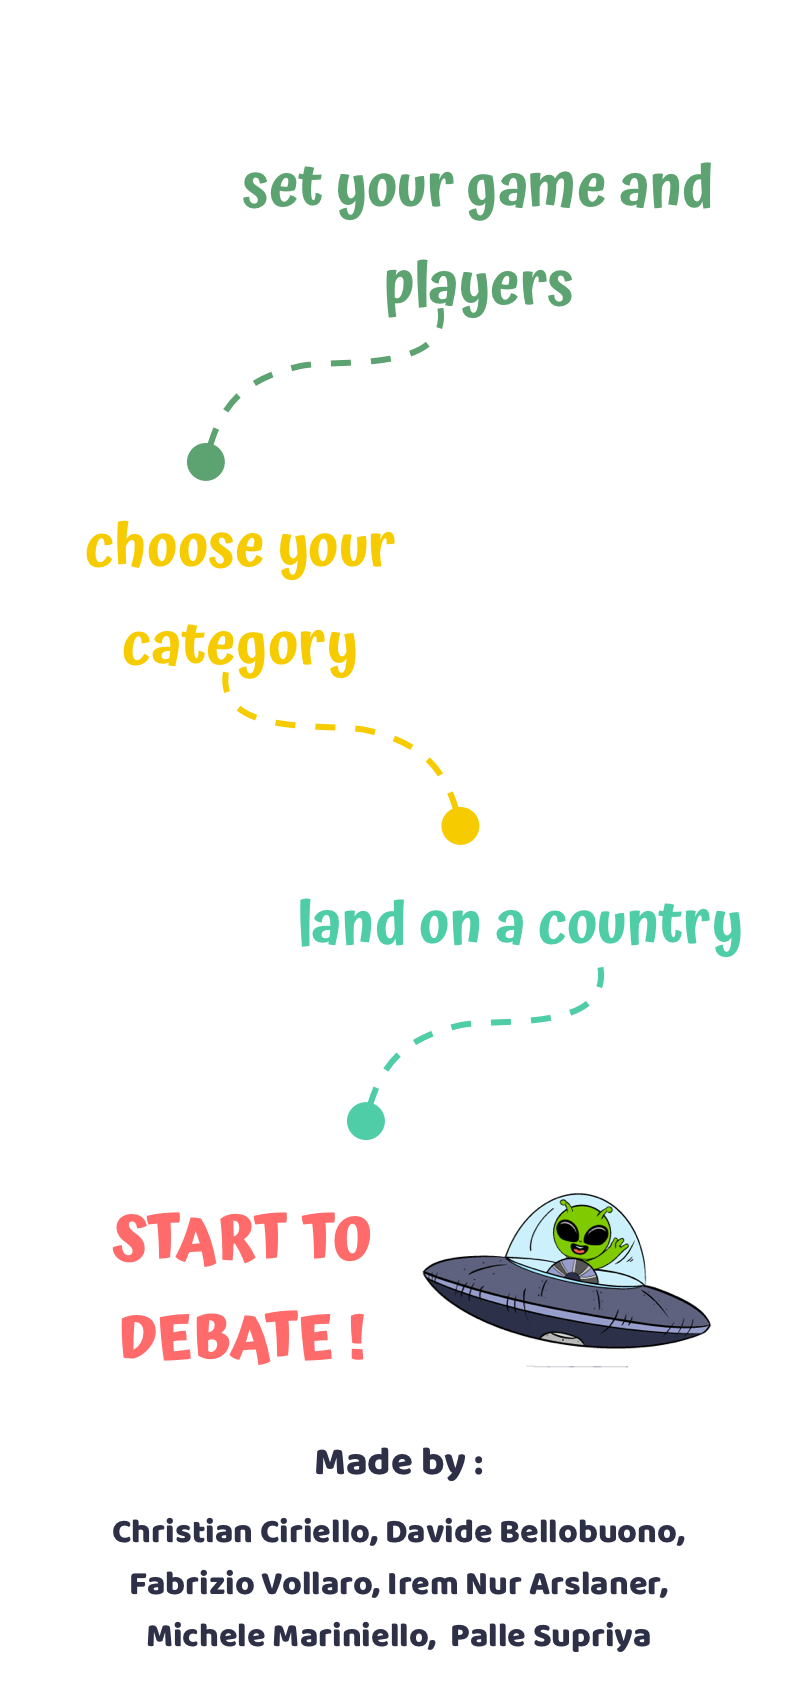 set your game and
players
choose your
category
land on a country
START TO
DEBATE !
Made by :
Christian Ciriello, Davide Bellobuono,
Fabrizio Vollaro, Irem Nur Arslaner,
Michele Mariniello,  Palle Supriya